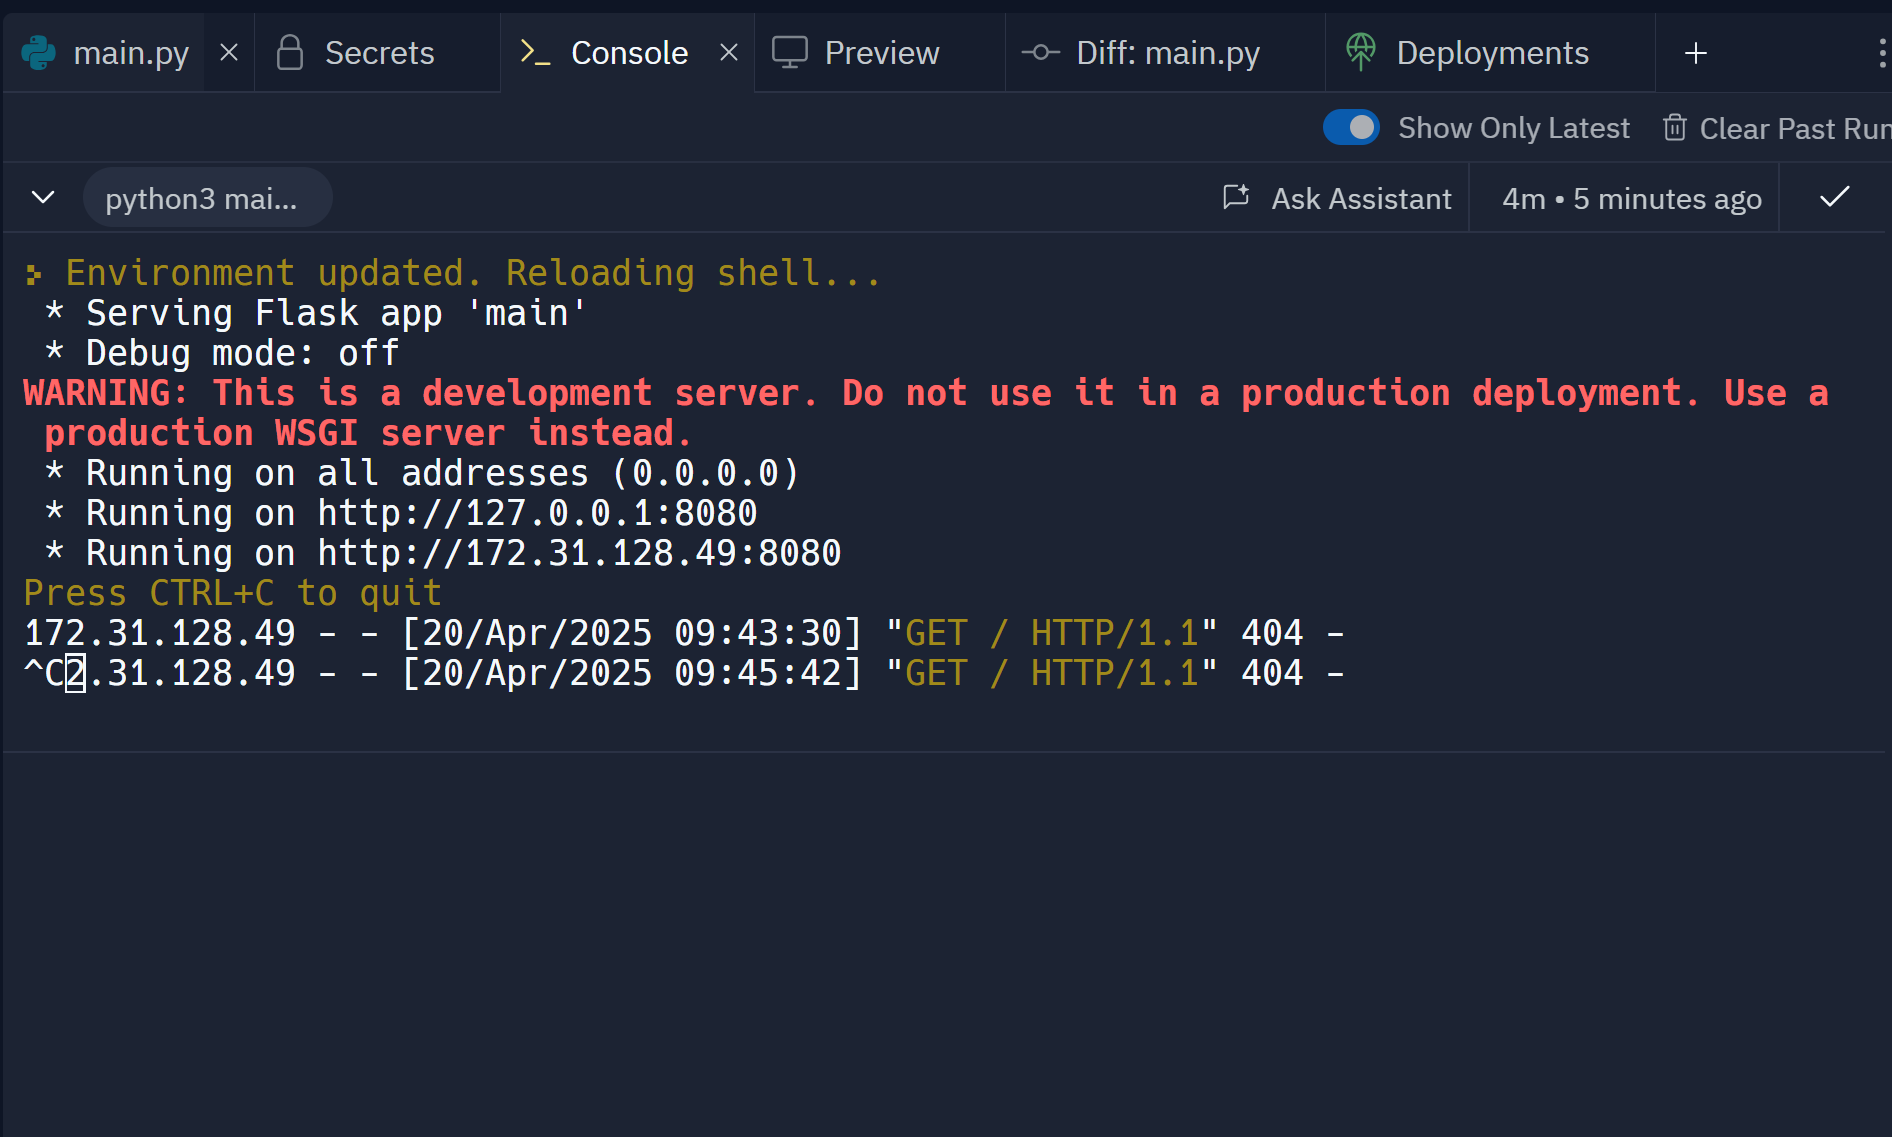 main.py
Secrets
Console
Preview
Diff: main.py
Deployments
Show Only Latest
Clear Past Run
python3 mai...
Ask Assistant
4m • 5 minutes ago
Environment updated. Reloading shell...
* Serving Flask app 'main'
* Debug mode: off
WARNING: This is a development server. Do not use it in a production deployment. Use a
production WSGI server instead.
* Running on all addresses (0.0.0.0)
* Running on http://127.0.0.1:8080
* Running on http://172.31.128.49:8080
Press CTRL+C to quit
172.31.128.49 - - [20/Apr/2025 09:43:30] "GET / HTTP/1.1" 404 -
^C2.31.128.49 - - [20/Apr/2025 09:45:42] "GET / HTTP/1.1" 404 -